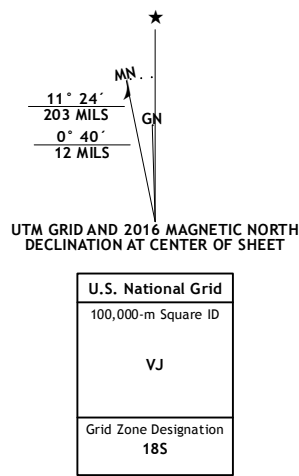 MN
GN
11° 24´
203 MILS
0° 40´
12 MILS
UTM GRID AND 2016 MAGNETIC NORTH
DECLINATION AT CENTER OF SHEET
U.S. National Grid
100,000-m Square ID
VJ
Grid Zone Designation
18S